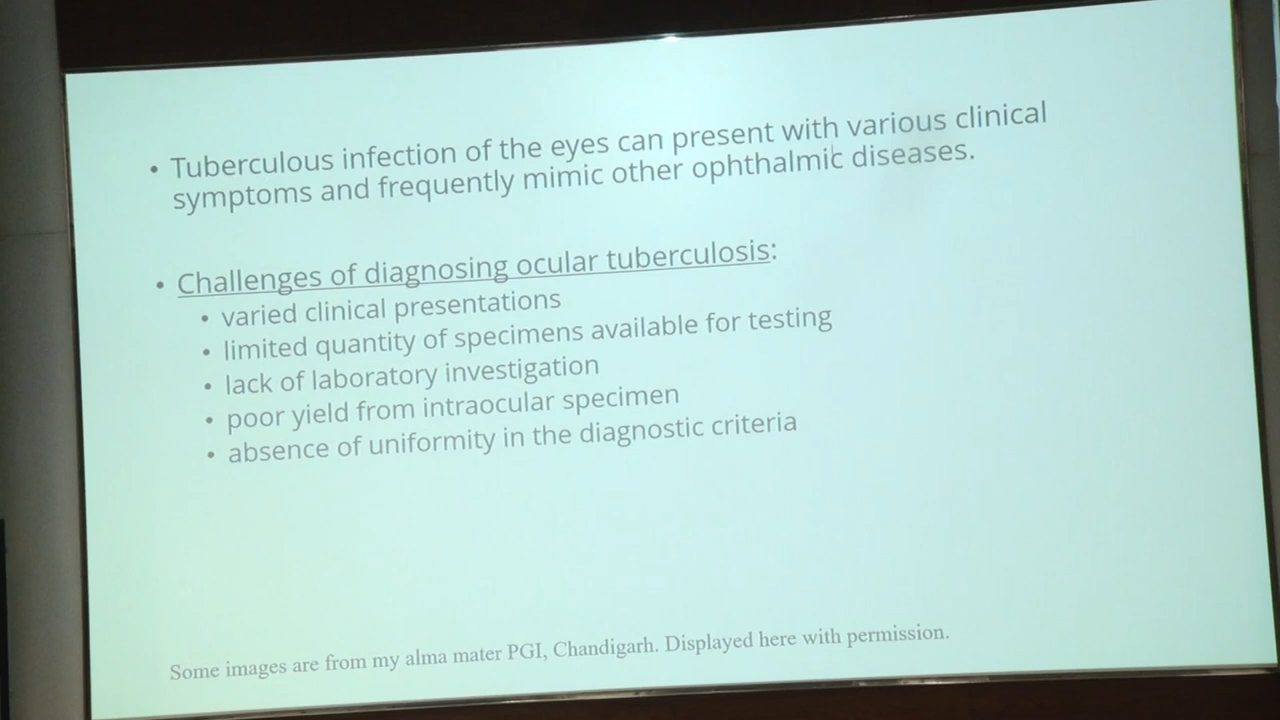 • Tuberculous infection of the eyes can present with various clinical
symptoms and frequently mimic other ophthalmic diseases.
• Challenges of diagnosing ocular tuberculosis:
• varied clinical presentations
• limited quantity of specimens available for testing
• lack of laboratory investigation
• poor yield from intraocular specimen
• absence of uniformity in the diagnostic criteria
Some images are from my alma mater PGI, Chandigarh. Displayed here with permission.